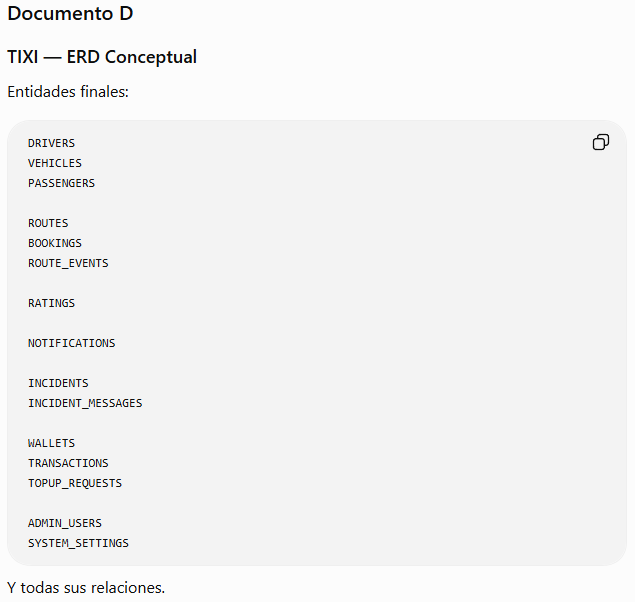 Documento D
TIXI — ERD Conceptual
Entidades finales:
DRIVERS
VEHICLES
PASSENGERS
ROUTES
BOOKINGS
ROUTE_EVENTS
RATINGS
NOTIFICATIONS
INCIDENTS
INCIDENT_MESSAGES
WALLETS
TRANSACTIONS
TOPUP_REQUESTS
ADMIN_USERS
SYSTEM_SETTINGS
Y todas sus relaciones.